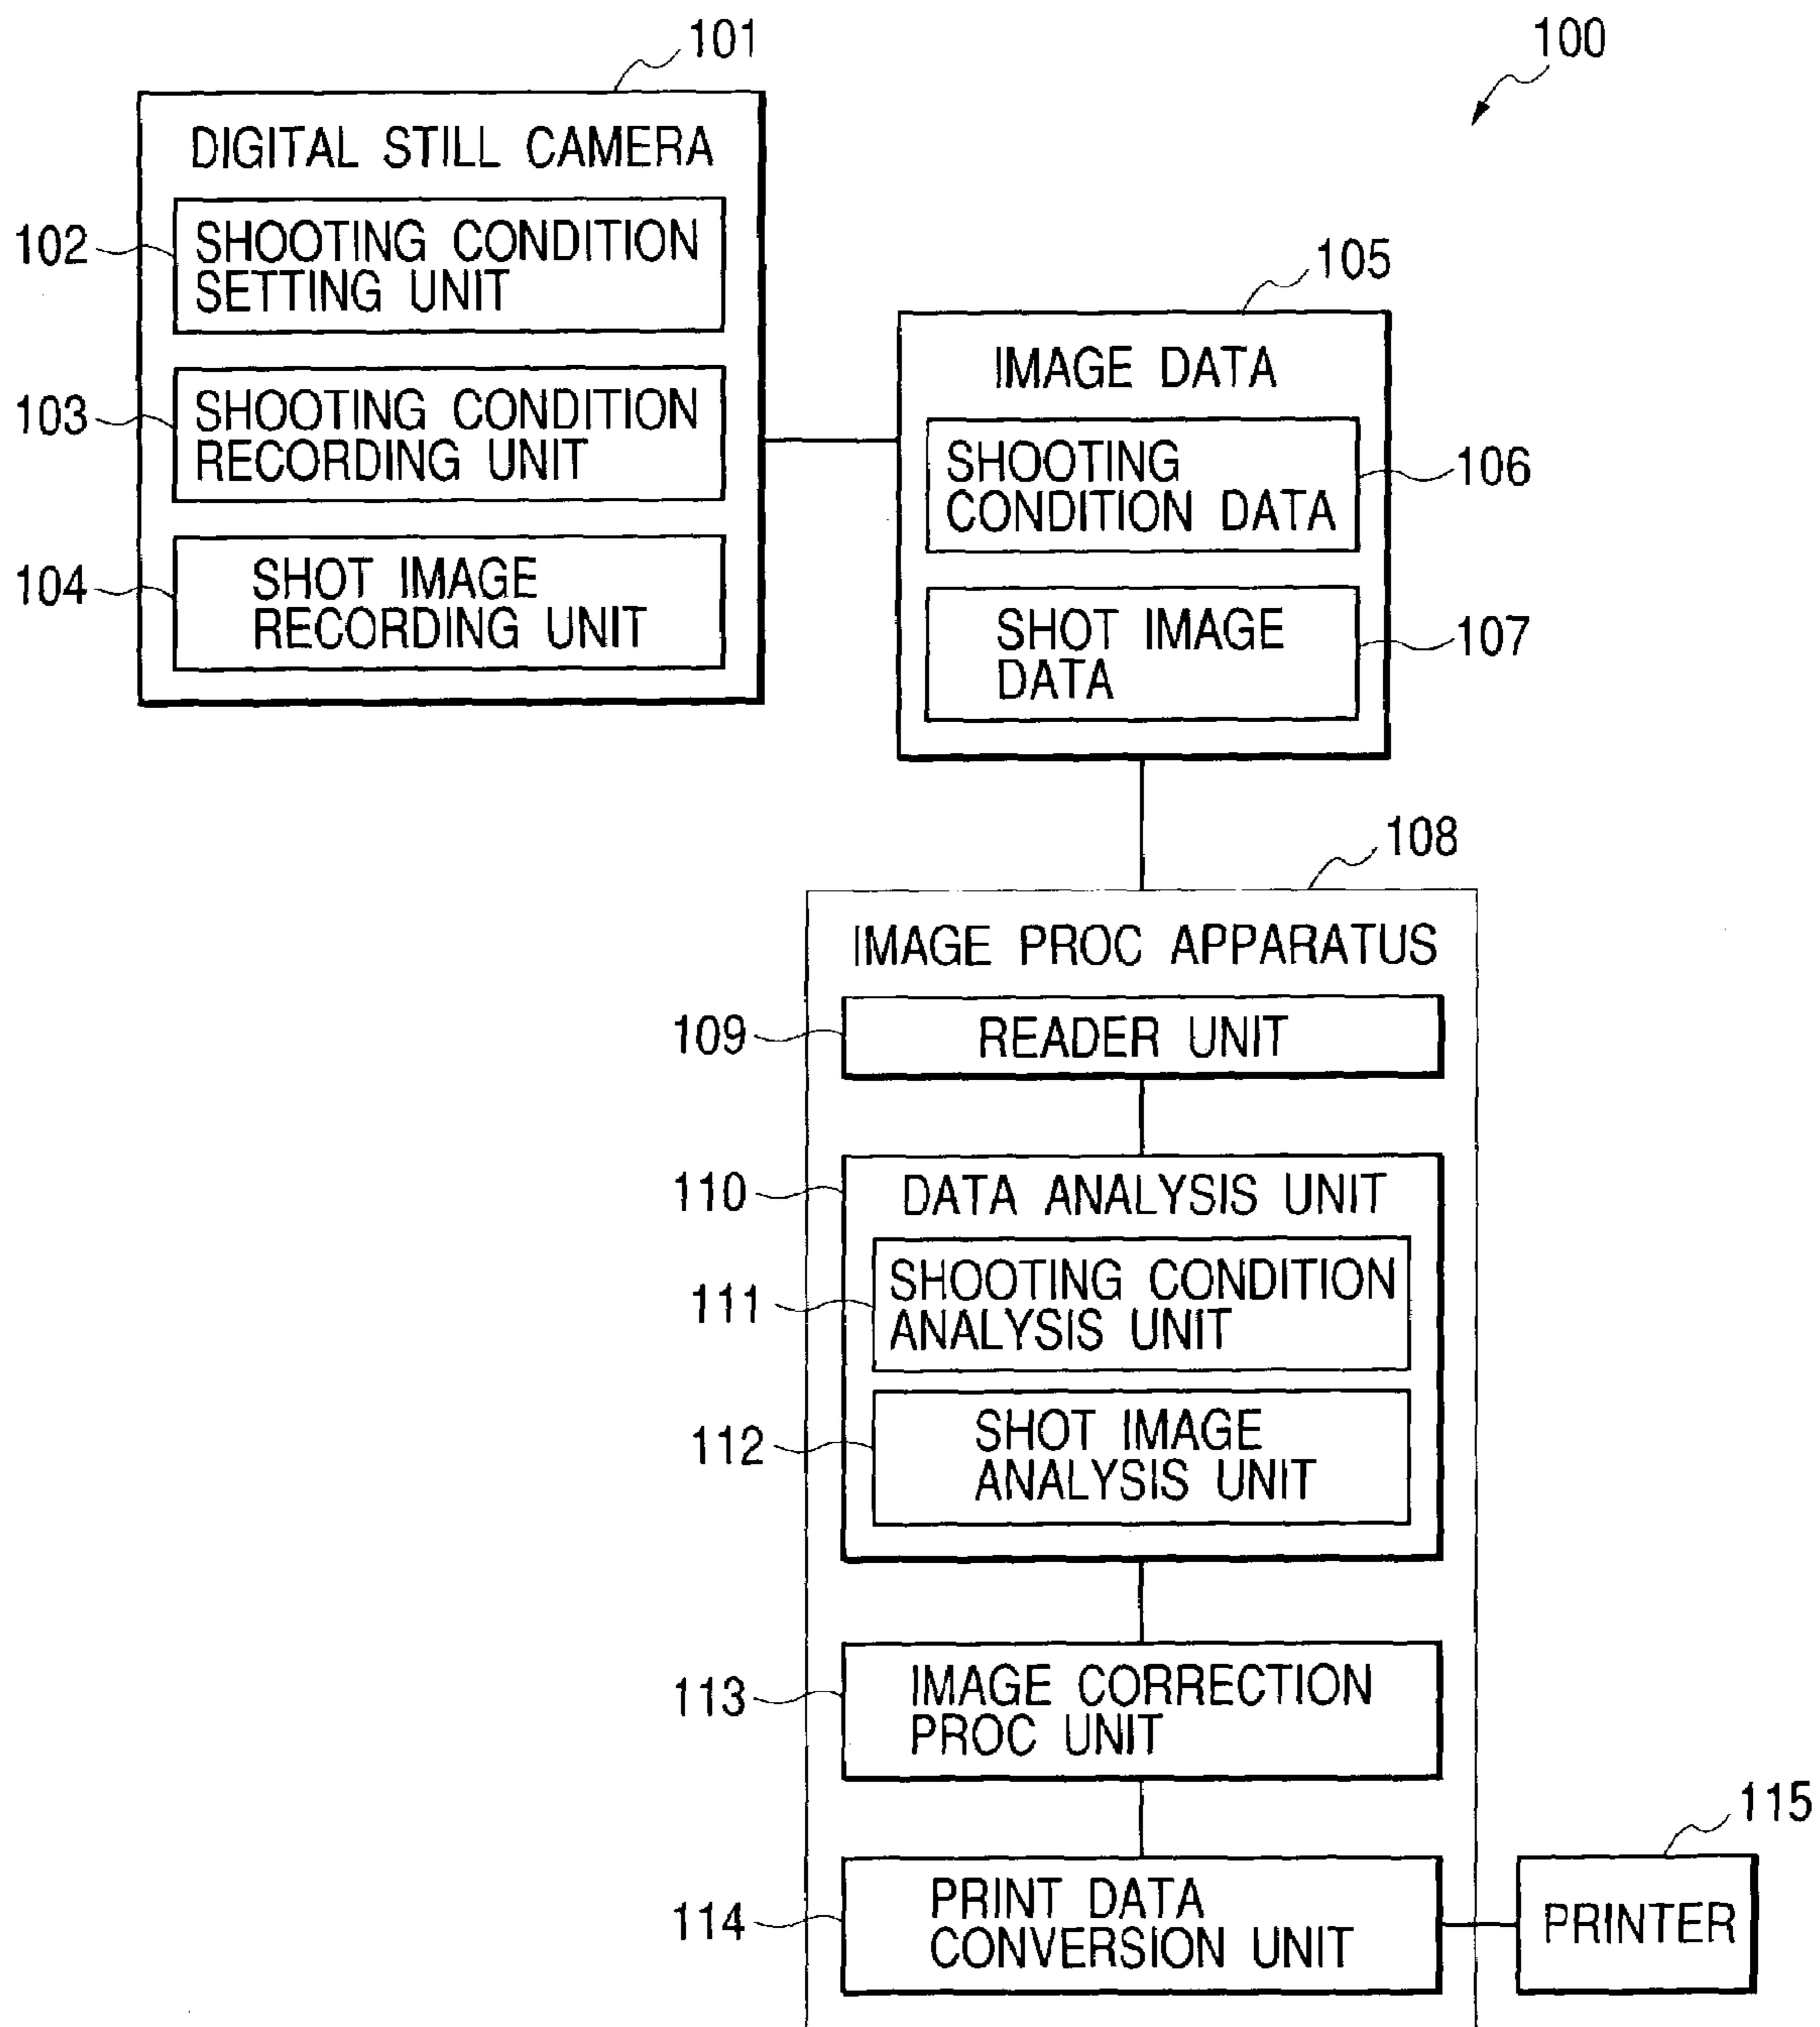 100
101
DIGITAL STILL CAMERA
102
SHOOTING CONDITION
SETTING UNIT
103
SHOOTING CONDITION
RECORDING UNIT
104
SHOT IMAGE
RECORDING UNIT
105
IMAGE DATA
SHOOTING
CONDITION DATA
106
SHOT IMAGE
DATA
107
108
IMAGE PROC APPARATUS
109
READER UNIT
110
DATA ANALYSIS UNIT
111
SHOOTING CONDITION
ANALYSIS UNIT
112
SHOT IMAGE
ANALYSIS UNIT
113
IMAGE CORRECTION
PROC UNIT
114
PRINT DATA
CONVERSION UNIT
115
PRINTER